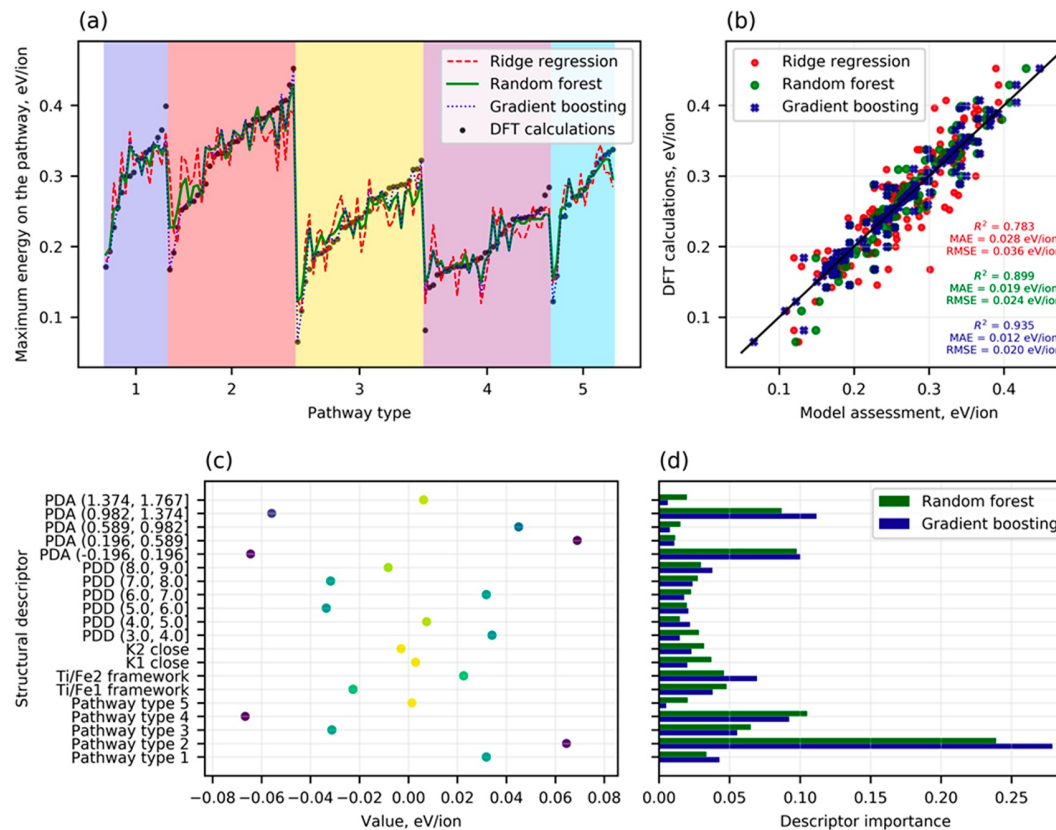 (a)
Maximum energy on the pathway, eV/ion
0.4
0.3
0.2
0.1
Ridge regression
Random forest
Gradient boosting
DFT calculations
1 2 3 4 5
Pathway type
(b)
DFT calculations, eV/ion
0.4
0.3
0.2
0.1
Ridge regression
Random forest
Gradient boosting
R² = 0.783
MAE = 0.028 eV/ion
RMSE = 0.036 eV/ion
R² = 0.899
MAE = 0.019 eV/ion
RMSE = 0.024 eV/ion
R² = 0.935
MAE = 0.012 eV/ion
RMSE = 0.020 eV/ion
0.1 0.2 0.3 0.4
Model assessment, eV/ion
(c)
Structural descriptor
PDA (1.374, 1.767]
PDA (0.982, 1.374]
PDA (0.589, 0.982]
PDA (0.196, 0.589]
PDA (-0.196, 0.196]
PDD (8.0, 9.0]
PDD (7.0, 8.0]
PDD (6.0, 7.0]
PDD (5.0, 6.0]
PDD (4.0, 5.0]
PDD (3.0, 4.0]
K2 close
K1 close
Ti/Fe2 framework
Ti/Fe1 framework
Pathway type 5
Pathway type 4
Pathway type 3
Pathway type 2
Pathway type 1
−0.08 −0.06 −0.04 −0.02 0.00 0.02 0.04 0.06 0.08
Value, eV/ion
(d)
Random forest
Gradient boosting
0.00 0.05 0.10 0.15 0.20 0.25
Descriptor importance